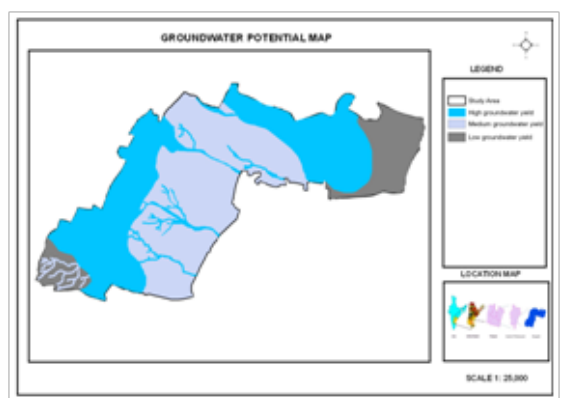 GROUNDWATER POTENTIAL MAP
LEGEND
Study Area
High groundwater yield
Medium groundwater yield
Low groundwater yield
LOCATION MAP
SCALE 1: 25,000